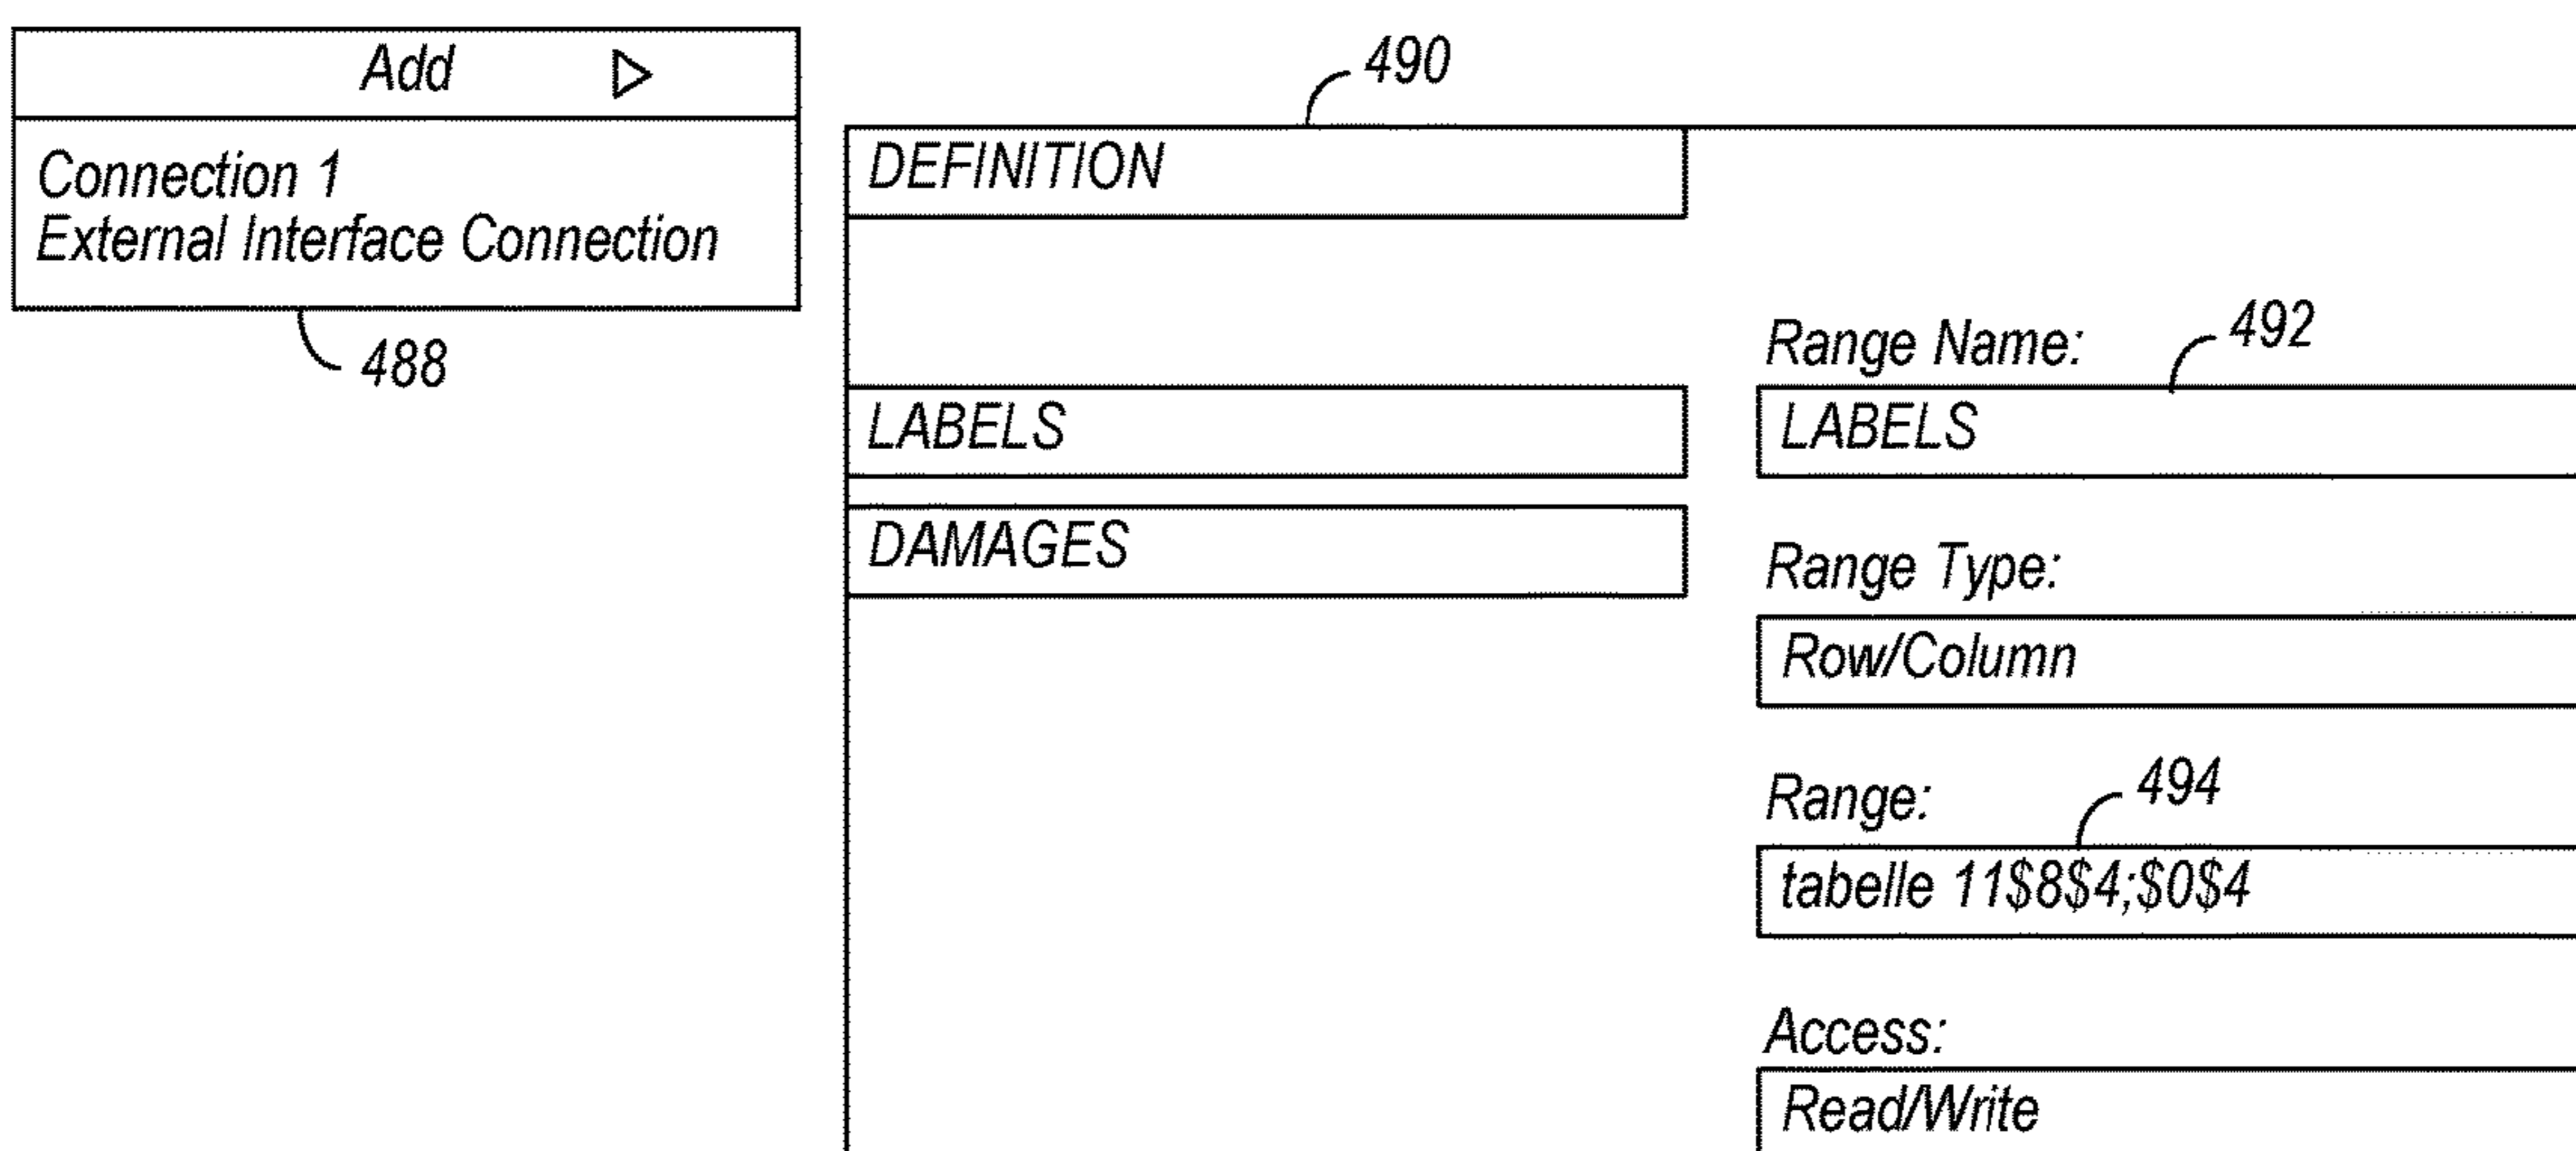 Add
Connection 1
External Interface Connection
488
490
DEFINITION
LABELS
DAMAGES
Range Name:
492
LABELS
Range Type:
Row/Column
Range:
494
tabelle 11$8$4;$0$4
Access:
Read/Write